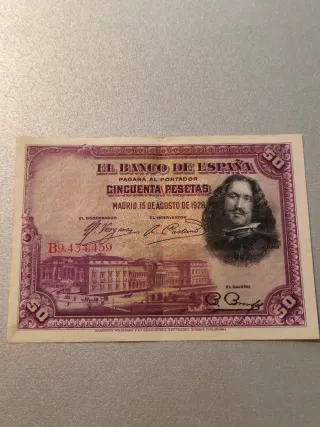 50
EL BANCO DE ESPAÑA
PAGARÁ AL PORTADOR
CINCUENTA PESETAS
MADRID, 15 DE AGOSTO DE 1928
EL GOBERNADOR
EL INTERVENTOR
B9,454,459
EL CAJERO
50
50